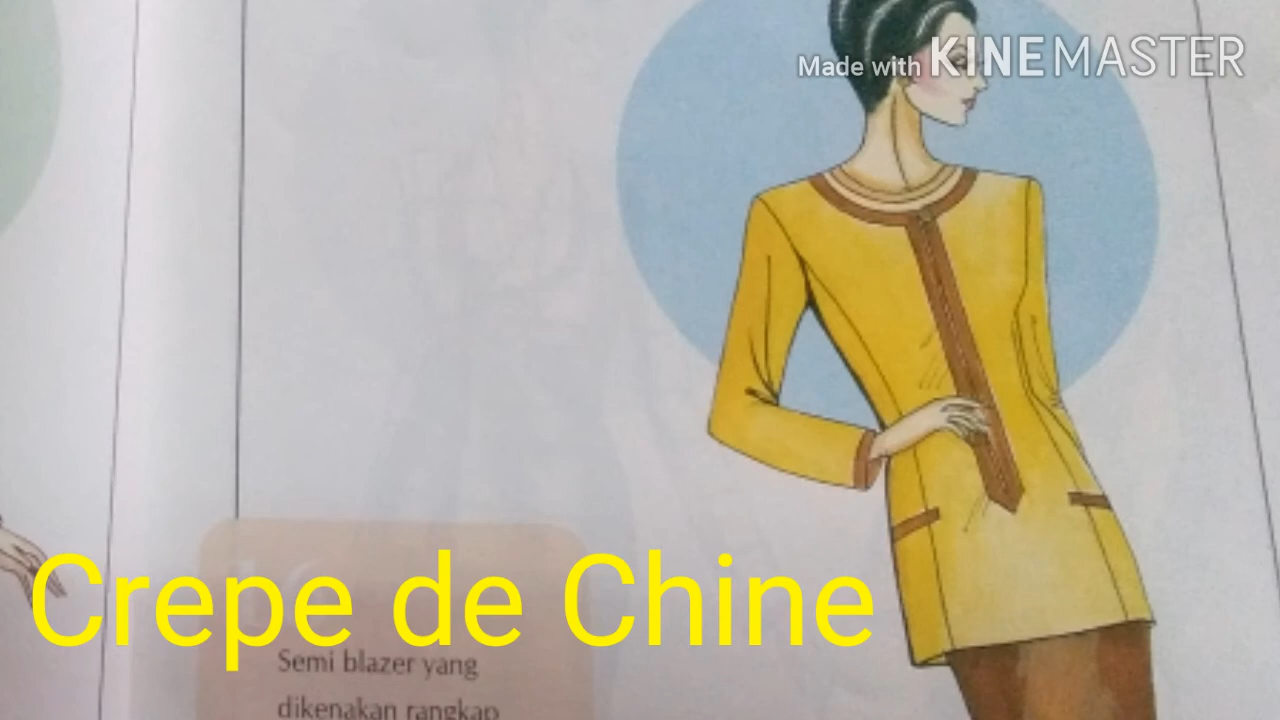 Made with KINEMASTER
Crepe de Chine
Semi blazer yang
dikenakan rangkap